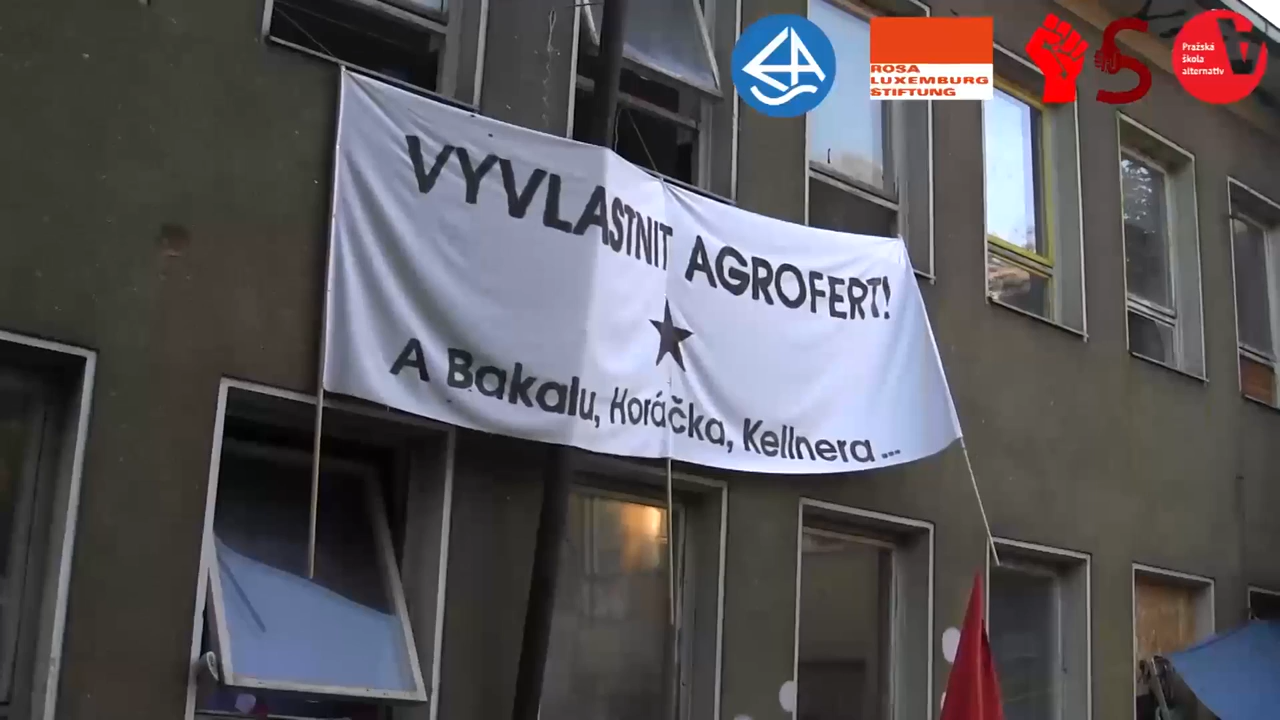 ROSA
LUXEMBURG
STIFTUNG
Pražská
škola
alternativ
VYVLASTNIT AGROFERT!
A Bakalu, Horáčka, Kellnera ...